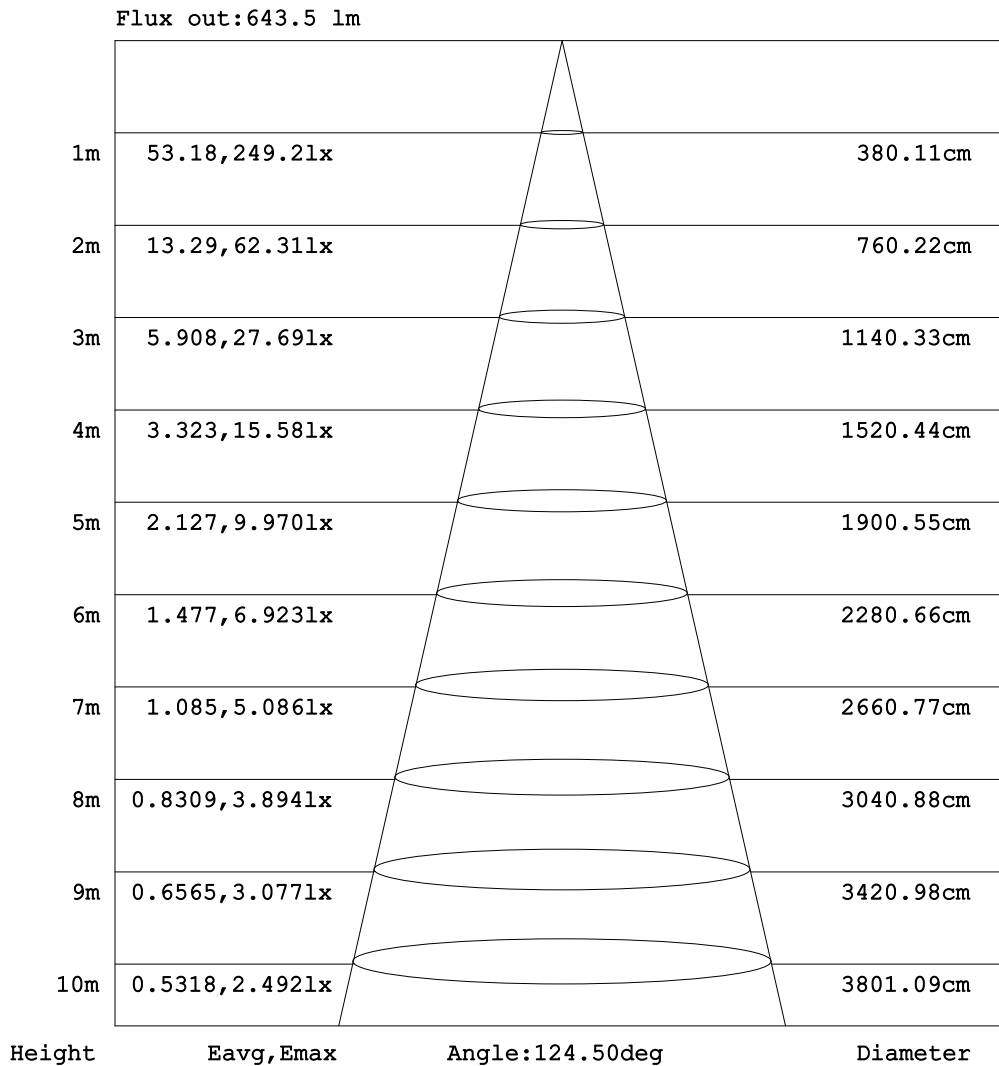 Flux out:643.5 lm
1m 53.18,249.2lx 380.11cm
2m 13.29,62.31lx 760.22cm
3m 5.908,27.69lx 1140.33cm
4m 3.323,15.58lx 1520.44cm
5m 2.127,9.970lx 1900.55cm
6m 1.477,6.923lx 2280.66cm
7m 1.085,5.086lx 2660.77cm
8m 0.8309,3.894lx 3040.88cm
9m 0.6565,3.077lx 3420.98cm
10m 0.5318,2.492lx 3801.09cm
Height Eavg,Emax Angle:124.50deg Diameter